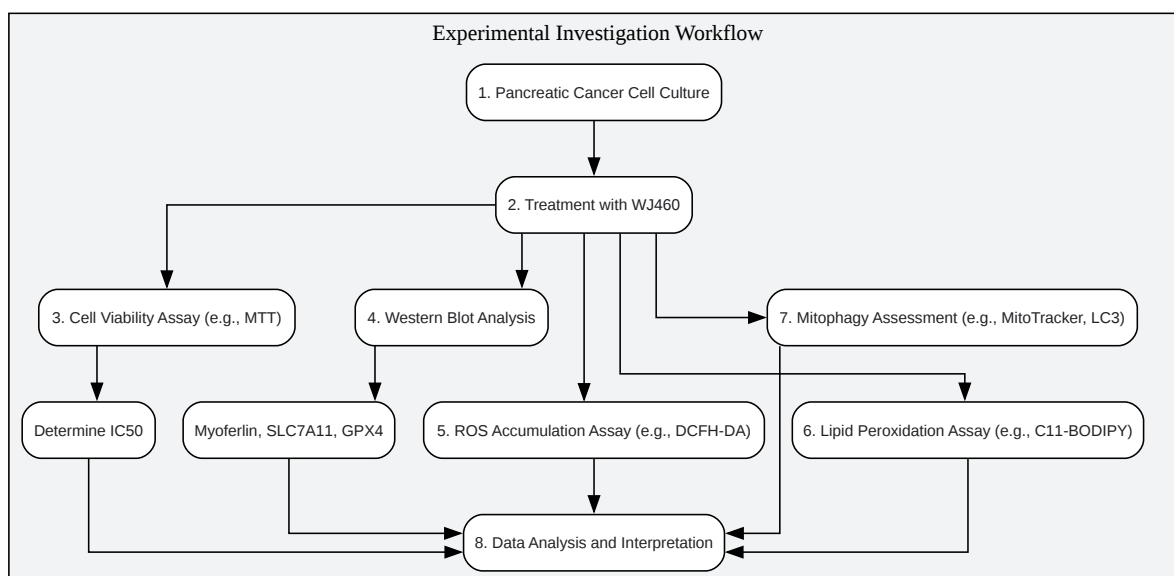 Experimental Investigation Workflow
1. Pancreatic Cancer Cell Culture
2. Treatment with WJ460
3. Cell Viability Assay (e.g., MTT)
4. Western Blot Analysis
7. Mitophagy Assessment (e.g., MitoTracker, LC3)
Determine IC50
Myoferlin, SLC7A11, GPX4
5. ROS Accumulation Assay (e.g., DCFH-DA)
6. Lipid Peroxidation Assay (e.g., C11-BODIPY)
8. Data Analysis and Interpretation